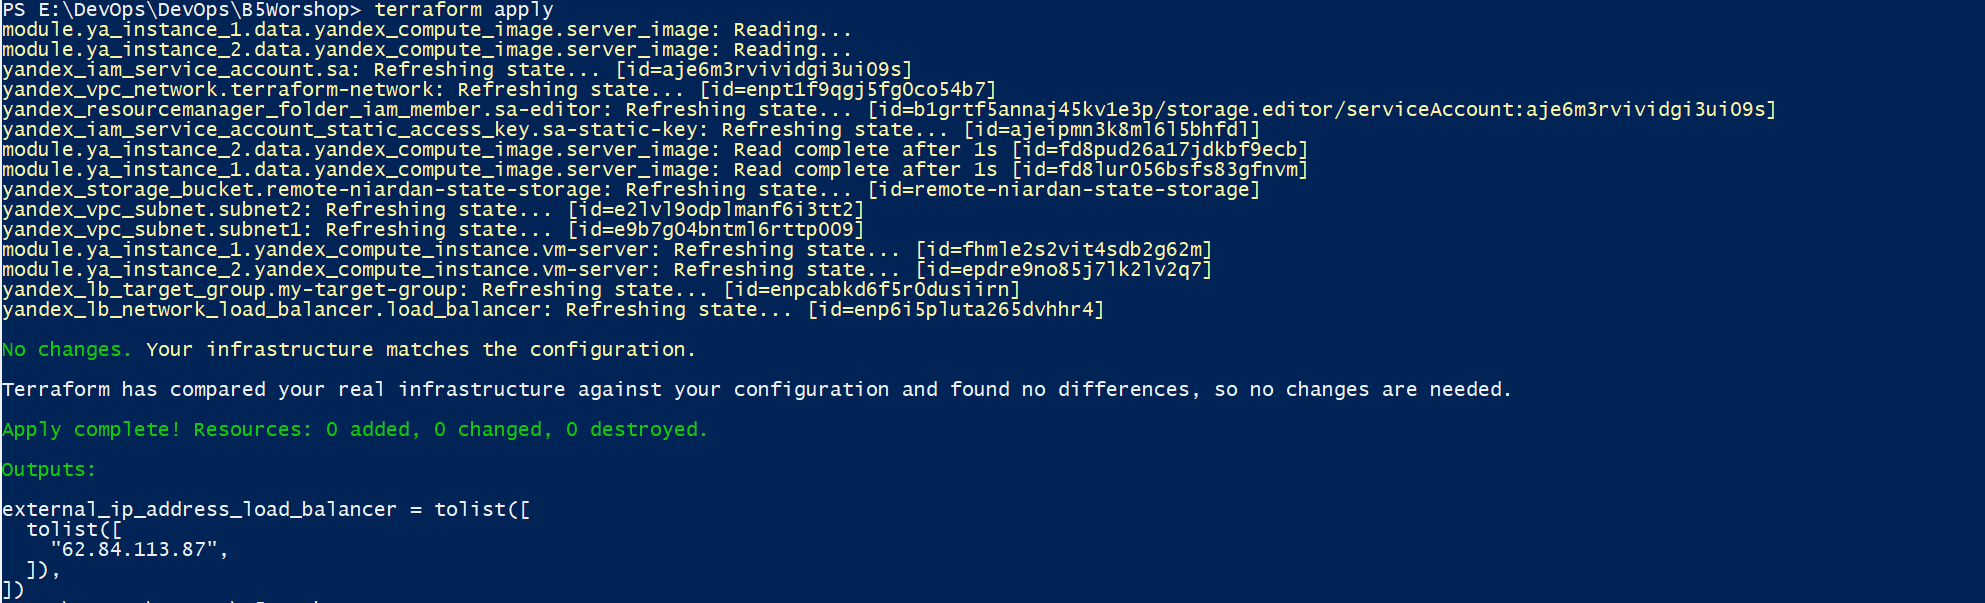 PS E:\DevOps\DevOps\B5Worshop> terraform apply
module.ya_instance_1.data.yandex_compute_image.server_image: Reading...
module.ya_instance_2.data.yandex_compute_image.server_image: Reading...
yandex_iam_service_account.sa: Refreshing state... [id=aje6m3rvividgi3ui09s]
yandex_vpc_network.terraform-network: Refreshing state... [id=enpt1f9qgj5fg0co54b7]
yandex_resourcemanager_folder_iam_member.sa-editor: Refreshing state... [id=b1grtf5annaj45kv1e3p/storage.editor/serviceAccount:aje6m3rvividgi3ui09s]
yandex_iam_service_account_static_access_key.sa-static-key: Refreshing state... [id=ajeipmn3k8ml6l5bhfdl]
module.ya_instance_2.data.yandex_compute_image.server_image: Read complete after 1s [id=fd8pud26a17jdkbf9ecb]
module.ya_instance_1.data.yandex_compute_image.server_image: Read complete after 1s [id=fd8lur056bsfs83gfnvm]
yandex_storage_bucket.remote-niardan-state-storage: Refreshing state... [id=remote-niardan-state-storage]
yandex_vpc_subnet.subnet2: Refreshing state... [id=e2lvl9odplmanf6i3tt2]
yandex_vpc_subnet.subnet1: Refreshing state... [id=e9b7g04bntml6rttp009]
module.ya_instance_1.yandex_compute_instance.vm-server: Refreshing state... [id=fhmle2s2vit4sdb2g62m]
module.ya_instance_2.yandex_compute_instance.vm-server: Refreshing state... [id=epdre9no85j7lk2lv2q7]
yandex_lb_target_group.my-target-group: Refreshing state... [id=enpcabkd6f5r0dusiirn]
yandex_lb_network_load_balancer.load_balancer: Refreshing state... [id=enp6i5pluta265dvhhr4]
No changes. Your infrastructure matches the configuration.
Terraform has compared your real infrastructure against your configuration and found no differences, so no changes are needed.
Apply complete! Resources: 0 added, 0 changed, 0 destroyed.
Outputs:
external_ip_address_load_balancer = tolist([
  tolist([
    "62.84.113.87",
  ]),
])